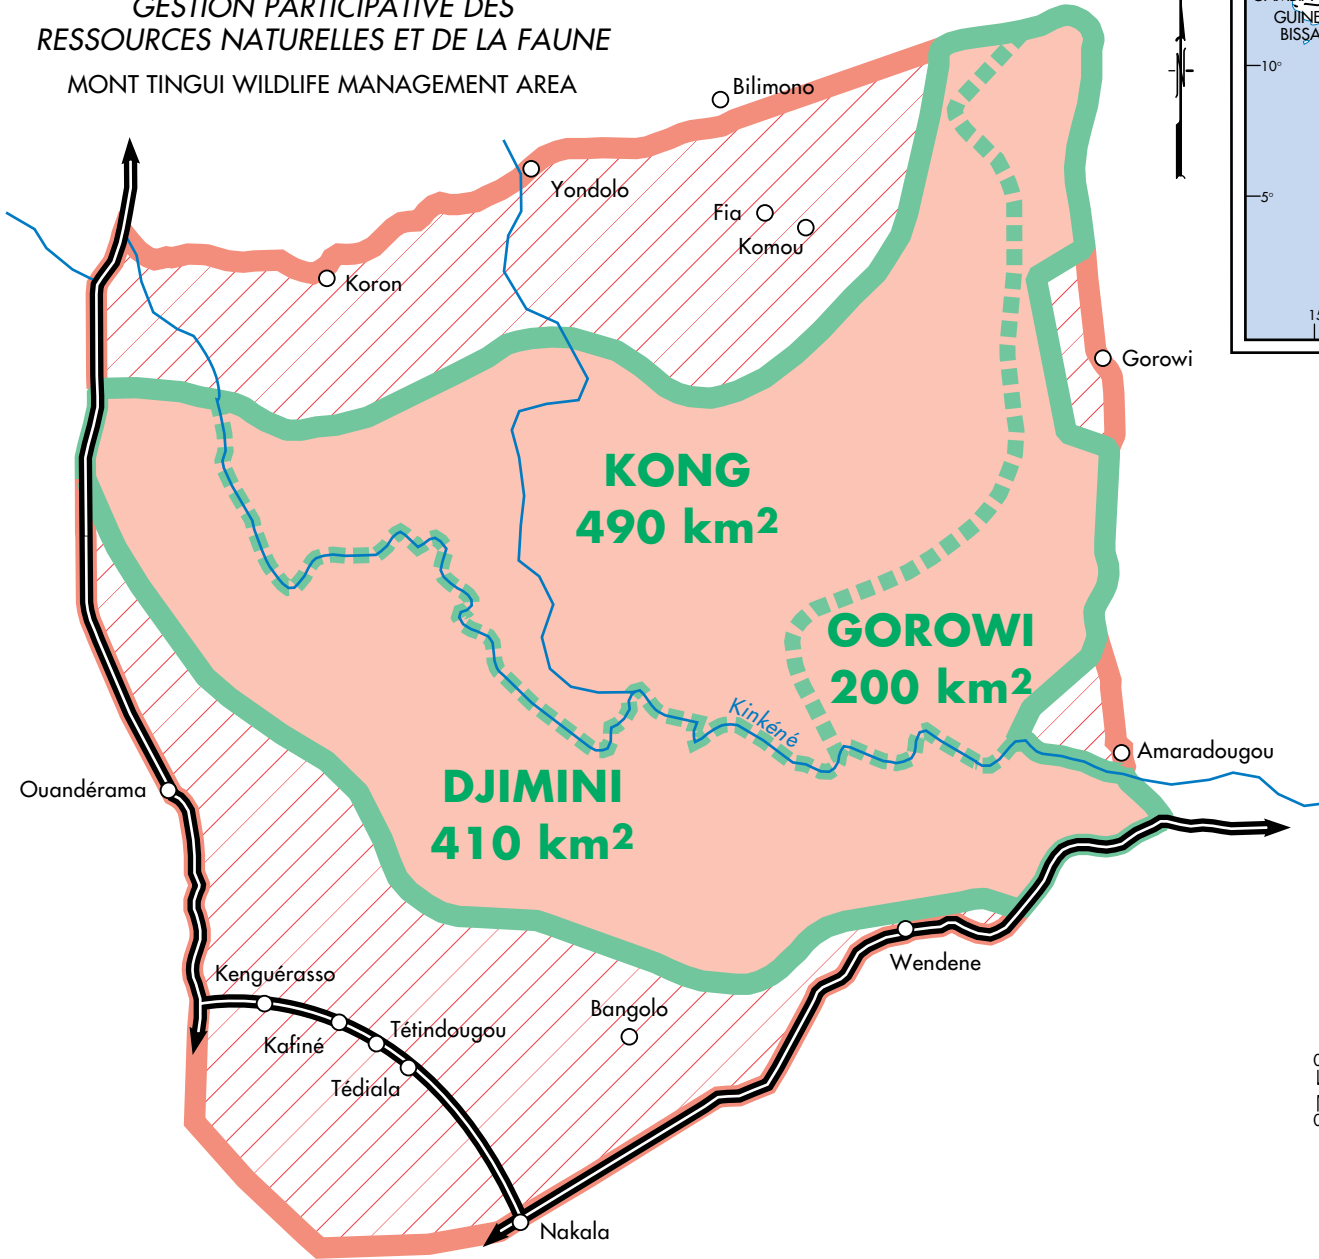 GESTION PARTICIPATIVE DES
RESSOURCES NATURELLES ET DE LA FAUNE
MONT TINGUI WILDLIFE MANAGEMENT AREA
BISSA
10°
5°
15
Bilimono
Yondolo
Fia
Komou
Koron
Gorowi
KONG
490 km²
GOROWI
200 km²
Kinkéné
Amaradougou
DJIMINI
410 km²
Ouandérama
Wendene
Kenguérasso
Bangolo
Tétindougou
Kafiné
Tédiala
Nakala